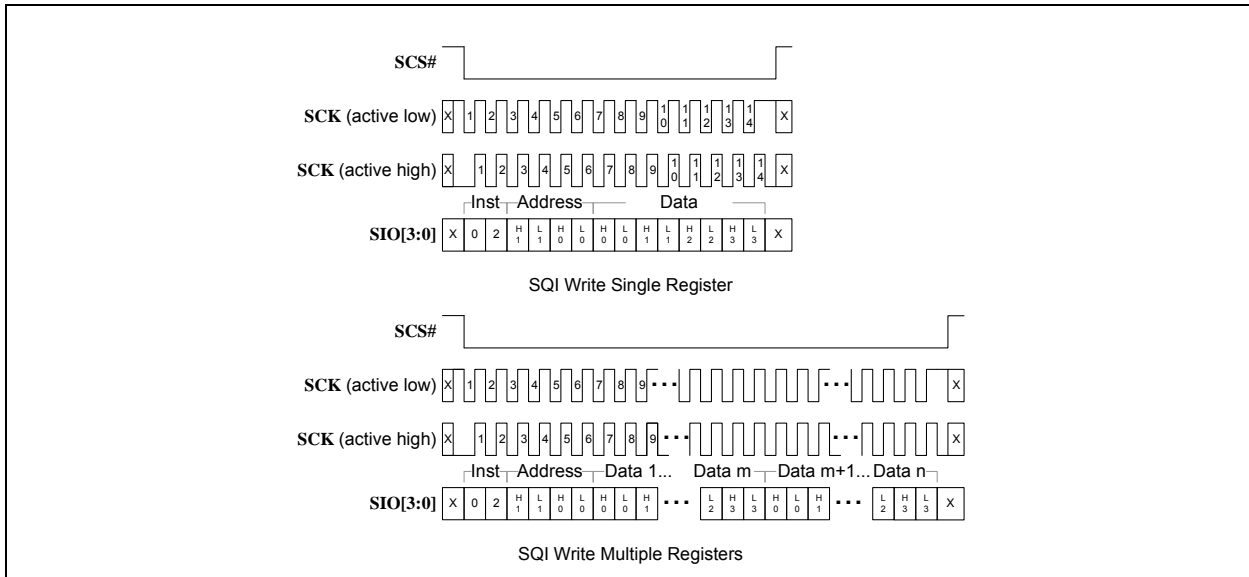 SCS#
SCK (active low) X 1 2 3 4 5 6 7 8 9 10 11 12 13 14 X
SCK (active high) X 1 2 3 4 5 6 7 8 9 10 11 12 13 14 X
Inst Address Data
SIO[3:0] X 0 2 H1 L1 H0 L0 H0 L0 H1 L1 H2 L2 H3 L3 X
SQI Write Single Register
SCS#
SCK (active low) X 1 2 3 4 5 6 7 8 9 ... ... X
SCK (active high) X 1 2 3 4 5 6 7 8 9 ... ... X
Inst Address Data 1... Data m Data m+1... Data n
SIO[3:0] X 0 2 H1 L1 H0 L0 H0 L0 H1 ... L2 H3 L3 H0 L0 H1 ... L2 H3 L3 X
SQI Write Multiple Registers